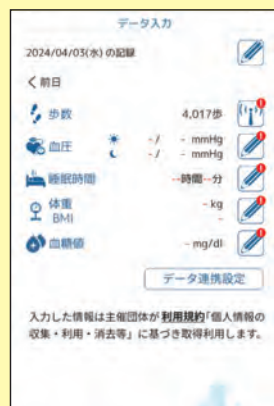 データ入力
2024/04/03(水) の記録
く 前日
歩数 4,017歩
血圧 - / - mmHg
- / - mmHg
睡眠時間 --時間--分
体重 - kg
BMI -
血糖値 - mg/dl
データ連携設定
入力した情報は主催団体が利用規約「個人情報の
収集・利用・消去等」に基づき取得利用します。